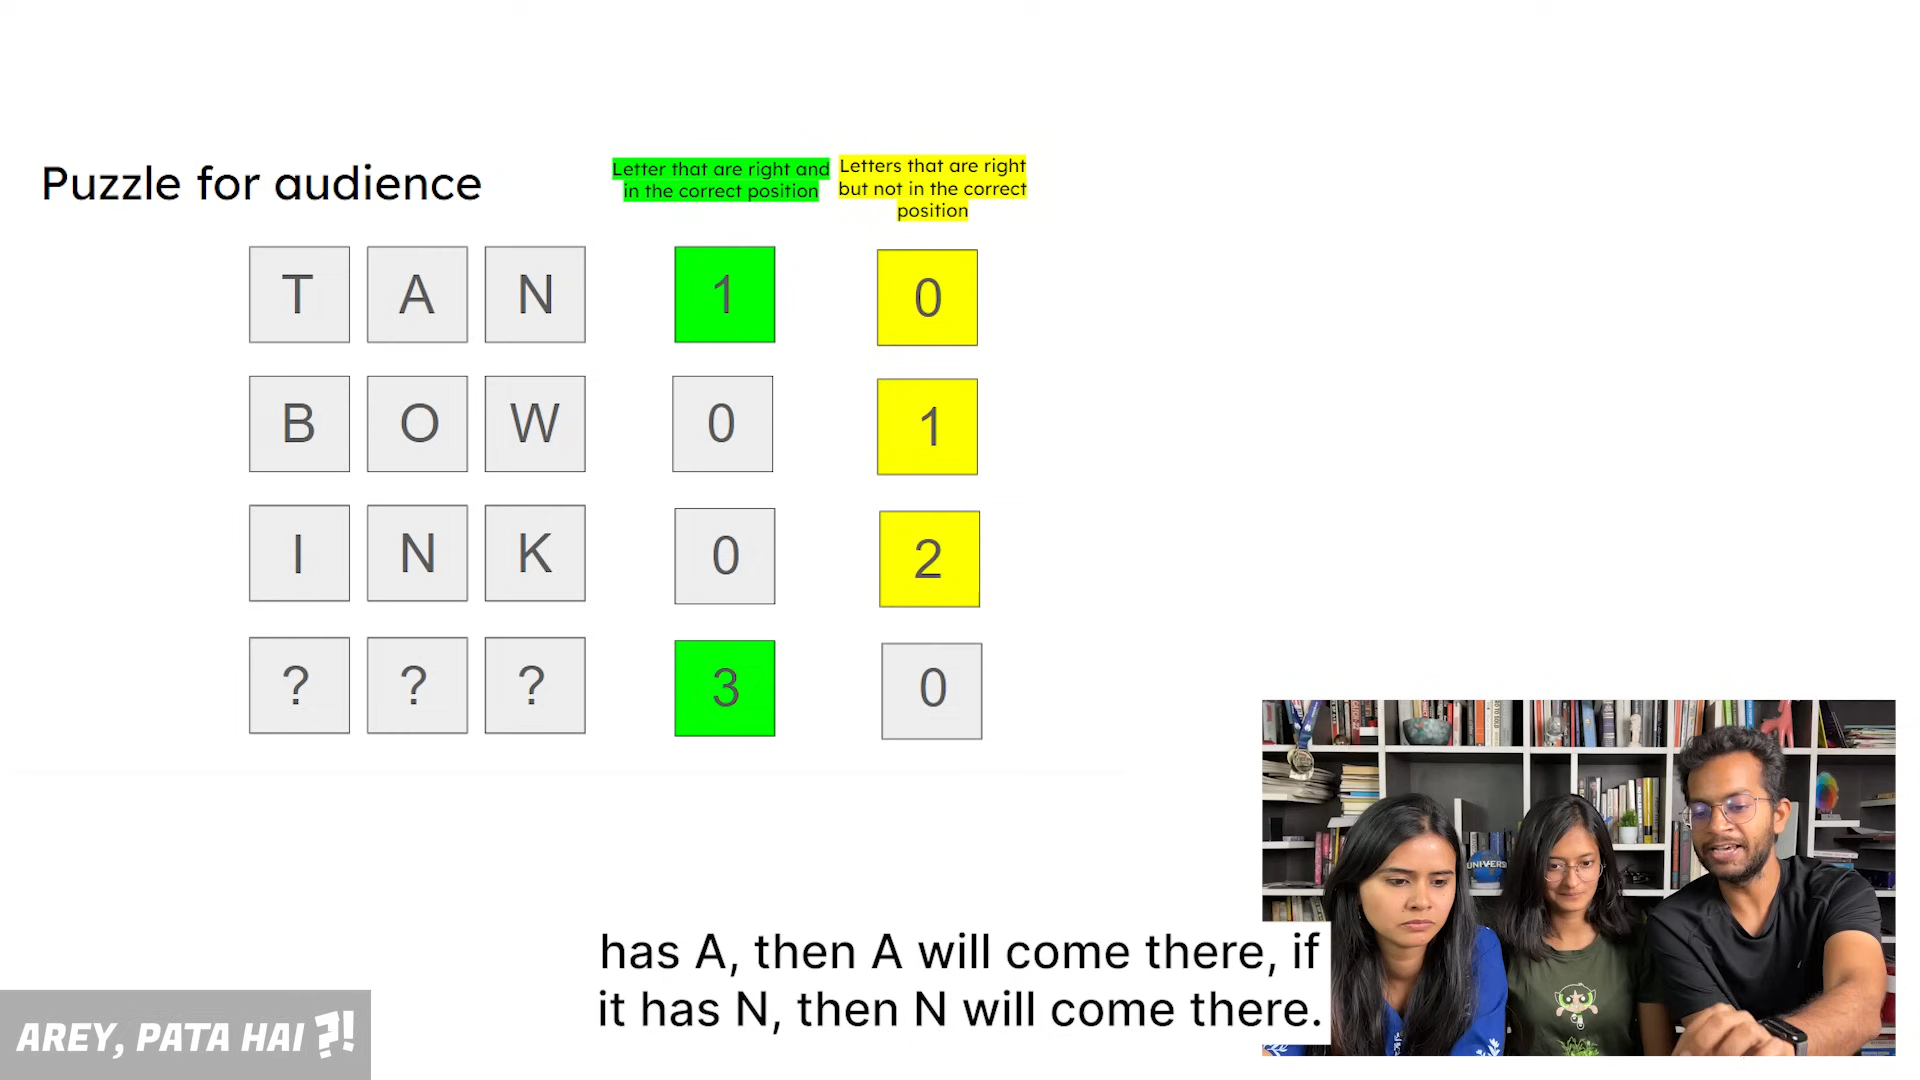 Puzzle for audience
Letter that are right and
in the correct position
Letters that are right
but not in the correct
position
T A N 1 0
B O W 0 1
I N K 0 2
? ? ? 3 0
UNIVERS
has A, then A will come there, if
it has N, then N will come there.
AREY, PATA HAI ?!